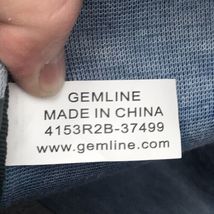 GEMLINE
MADE IN CHINA
4153R2B-37499
www.gemline.com